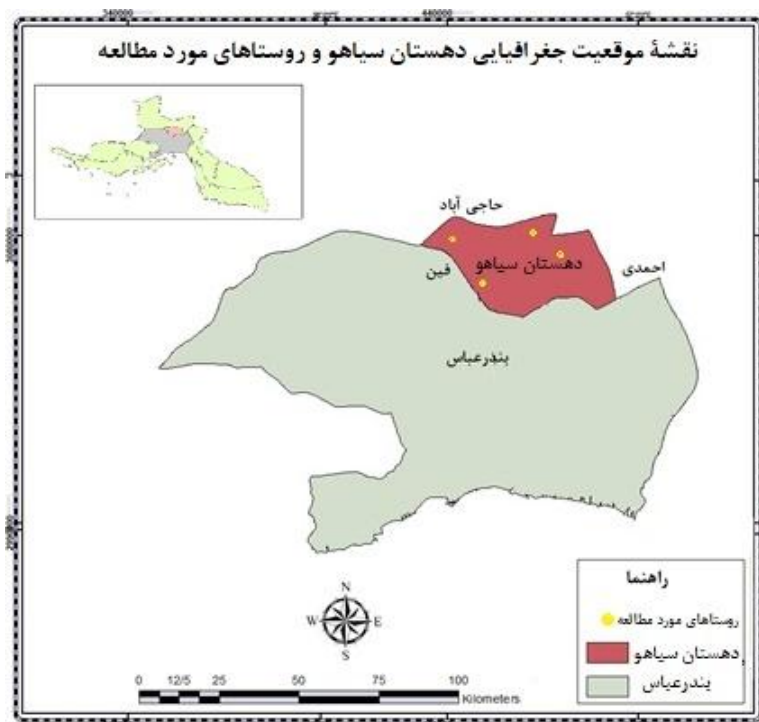 نقشهٔ موقعیت جغرافیایی دهستان سیاهو و روستاهای مورد مطالعه
حاجی آباد
احمدی
فین
دهستان سیاهو
بندرعباس
راهنما
روستاهای مورد مطالعه
دهستان سیاهو
بندرعباس
N
W E
S
0 12/5 25 50 75 100
Kilometers